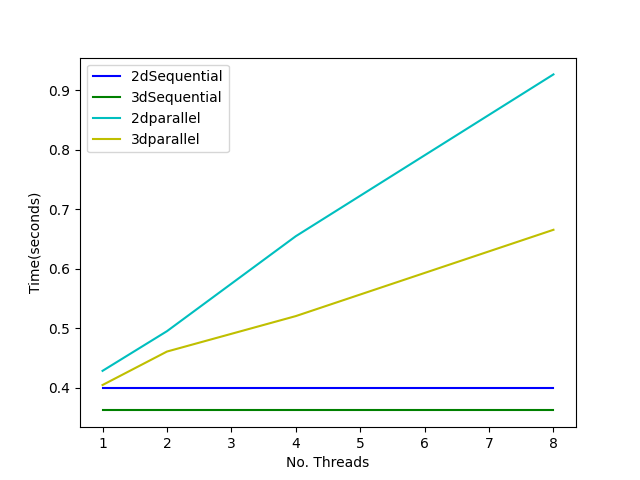 2dSequential
3dSequential
2dparallel
3dparallel
0.9
0.8
0.7
0.6
0.5
0.4
Time(seconds)
1 2 3 4 5 6 7 8
No. Threads